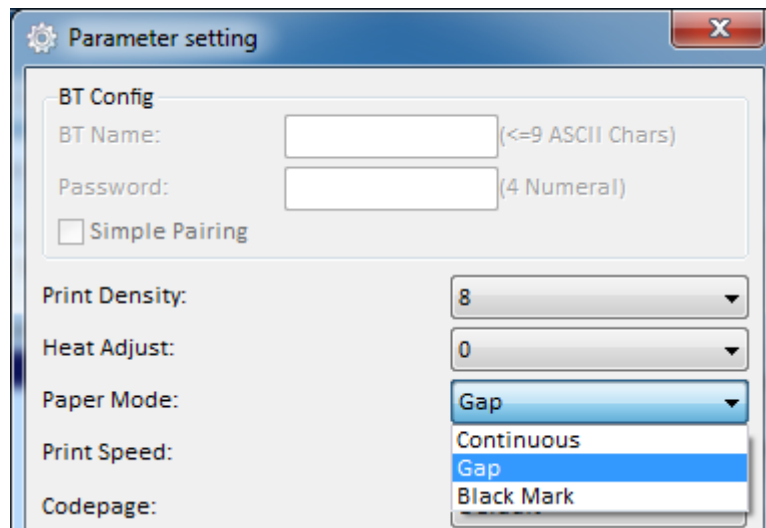 Parameter setting
BT Config
BT Name: (<=9 ASCII Chars)
Password: (4 Numeral)
Simple Pairing
Print Density: 8
Heat Adjust: 0
Paper Mode: Gap
Continuous
Print Speed:
Gap
Black Mark
Codepage: